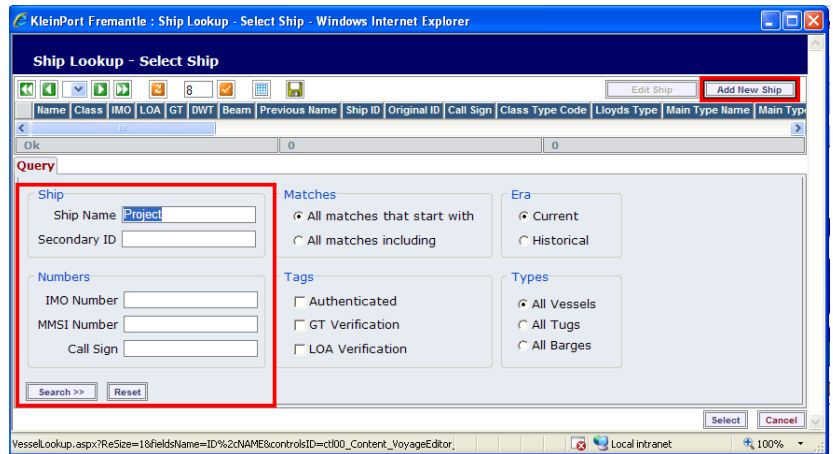 KleinPort Fremantle : Ship Lookup - Select Ship - Windows Internet Explorer
Ship Lookup - Select Ship
8 Edit Ship Add New Ship
Name Class IMO LOA GT DWT Beam Previous Name Ship ID Original ID Call Sign Class Type Code Lloyds Type Main Type Name Main Typ
Ok 0 0
Query
Ship Matches Era
Ship Name Project All matches that start with Current
Secondary ID All matches including Historical
Numbers Tags Types
IMO Number Authenticated All Vessels
MMSI Number GT Verification All Tugs
Call Sign LOA Verification All Barges
Search >> Reset
Select Cancel
VesselLookup.aspx?ReSize=1&fieldsName=ID%2cNAME&controlsID=ctl00_Content_VoyageEditor_ Local intranet 100%